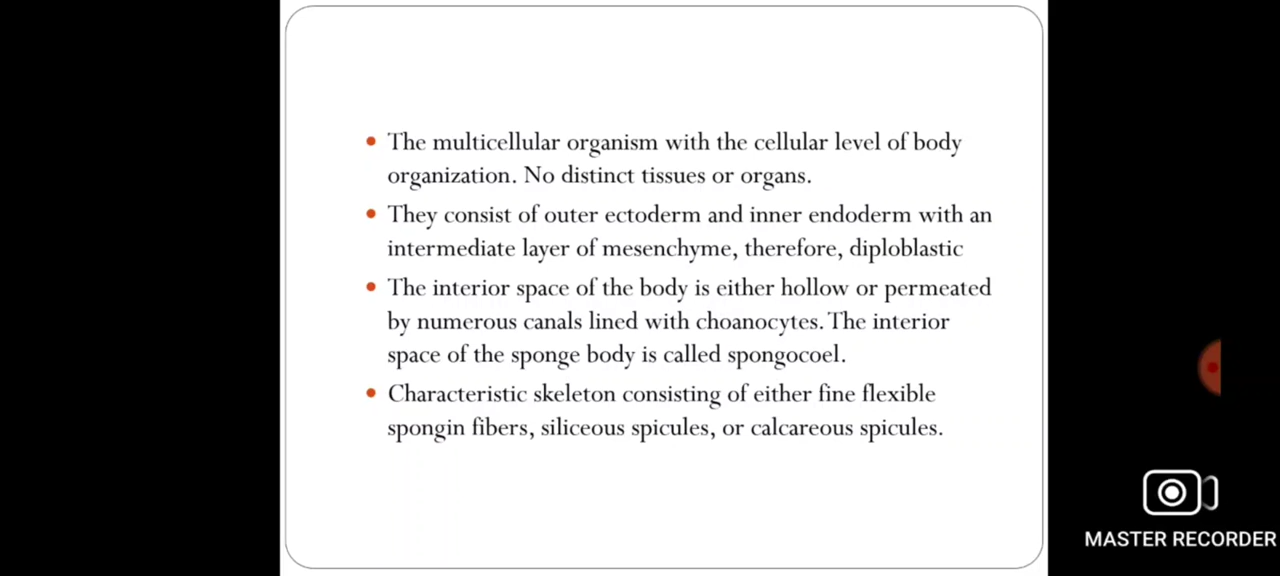 The multicellular organism with the cellular level of body
organization. No distinct tissues or organs.
They consist of outer ectoderm and inner endoderm with an
intermediate layer of mesenchyme, therefore, diploblastic
The interior space of the body is either hollow or permeated
by numerous canals lined with choanocytes. The interior
space of the sponge body is called spongocoel.
Characteristic skeleton consisting of either fine flexible
spongin fibers, siliceous spicules, or calcareous spicules.
MASTER RECORDER